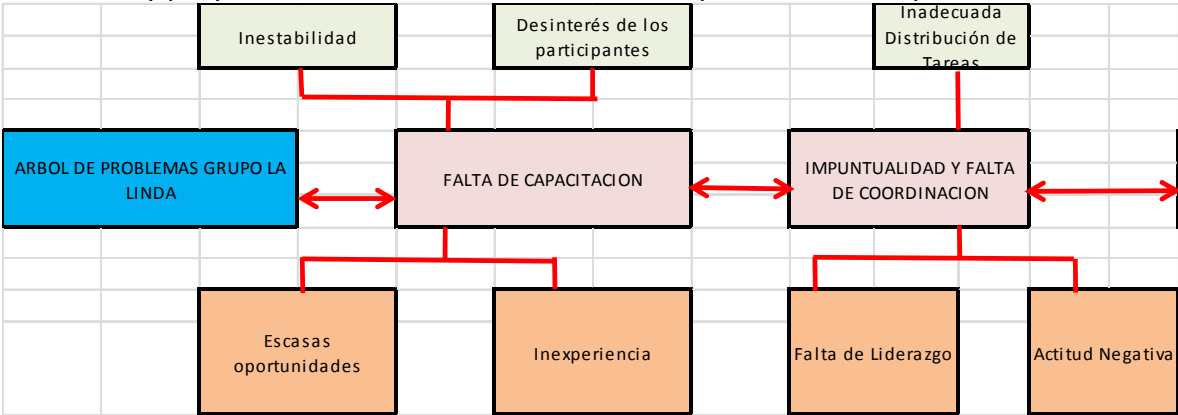 Inestabilidad
Desinterés de los
participantes
Inadecuada
Distribución de
Tareas
ARBOL DE PROBLEMAS GRUPO LA
LINDA
FALTA DE CAPACITACION
IMPUNTUALIDAD Y FALTA
DE COORDINACION
Escasas
oportunidades
Inexperiencia
Falta de Liderazgo
Actitud Negativa